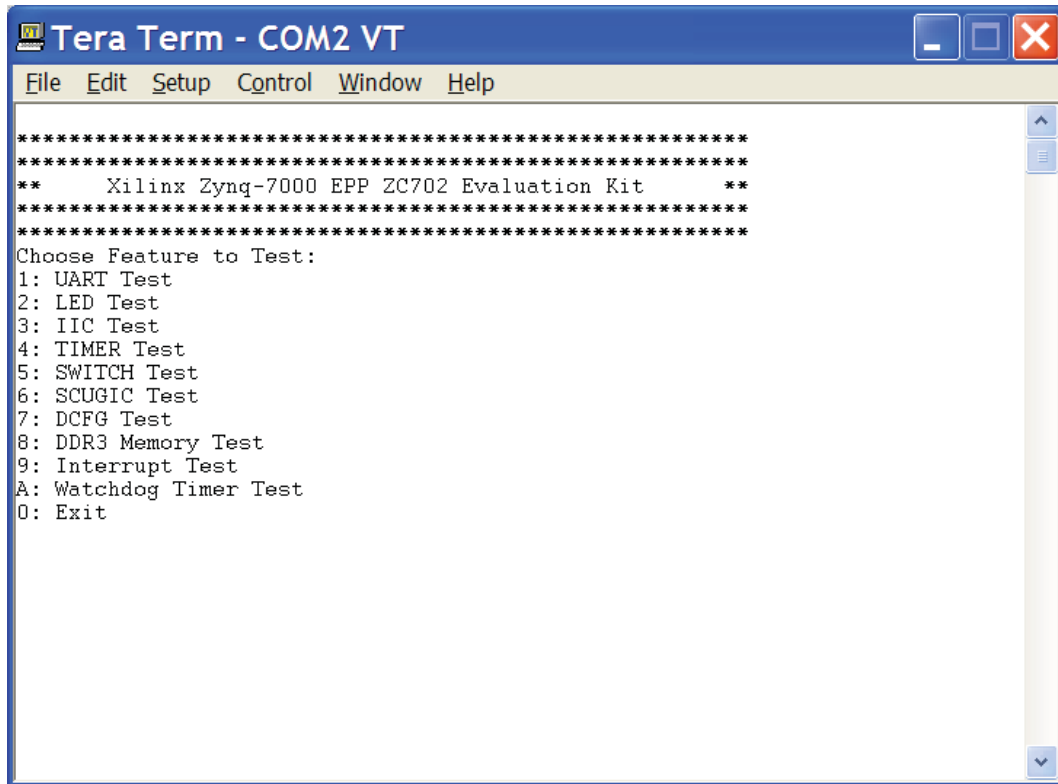 Tera Term - COM2 VT
File Edit Setup Control Window Help
*********************************************************
*********************************************************
**     Xilinx Zynq-7000 EPP ZC702 Evaluation Kit      **
*********************************************************
*********************************************************
Choose Feature to Test:
1: UART Test
2: LED Test
3: IIC Test
4: TIMER Test
5: SWITCH Test
6: SCUGIC Test
7: DCFG Test
8: DDR3 Memory Test
9: Interrupt Test
A: Watchdog Timer Test
0: Exit